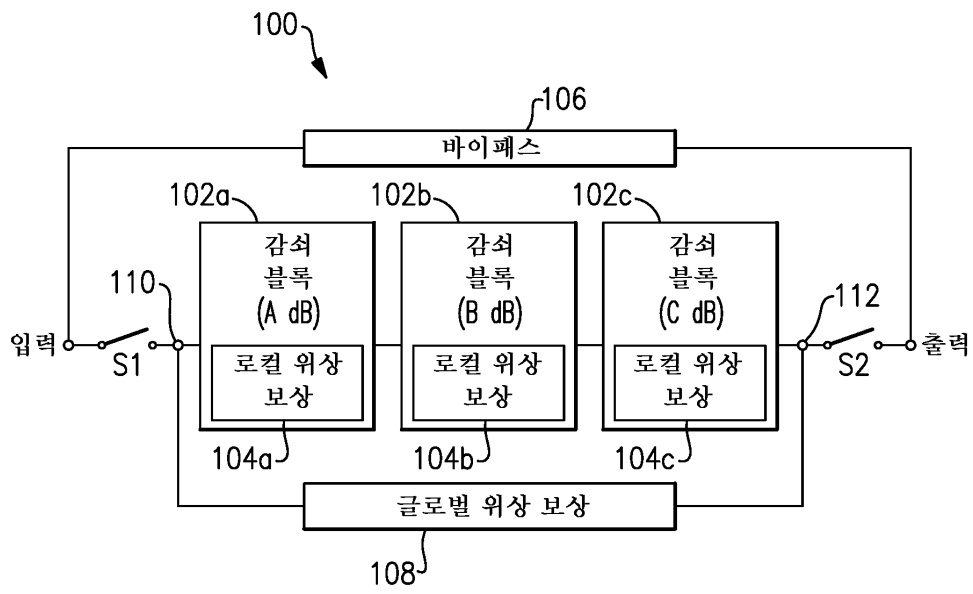 100
106
바이패스
102a
102b
102c
감쇠
블록
(A dB)
감쇠
블록
(B dB)
감쇠
블록
(C dB)
110
112
입력
S1
S2
출력
로컬 위상
보상
로컬 위상
보상
로컬 위상
보상
104a
104b
104c
글로벌 위상 보상
108